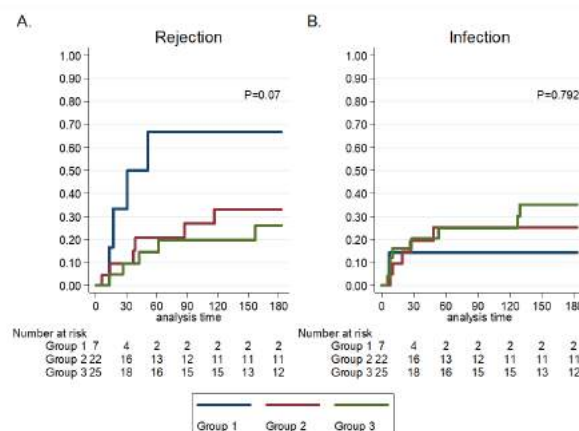 A.
Rejection
1.00
0.90
P=0.07
0.80
0.70
0.60
0.50
0.40
0.30
0.20
0.10
0.00
0 30 60 90 120 150 180
analysis time
Number at risk
Group 1 7 4 2 2 2 2 2
Group 2 22 16 13 12 11 11 11
Group 3 25 18 16 15 15 13 12
B.
Infection
1.00
0.90
P=0.792
0.80
0.70
0.60
0.50
0.40
0.30
0.20
0.10
0.00
0 30 60 90 120 150 180
analysis time
Number at risk
Group 1 7 4 2 2 2 2 2
Group 2 22 16 13 12 11 11 11
Group 3 25 18 16 15 15 13 12
Group 1 Group 2 Group 3